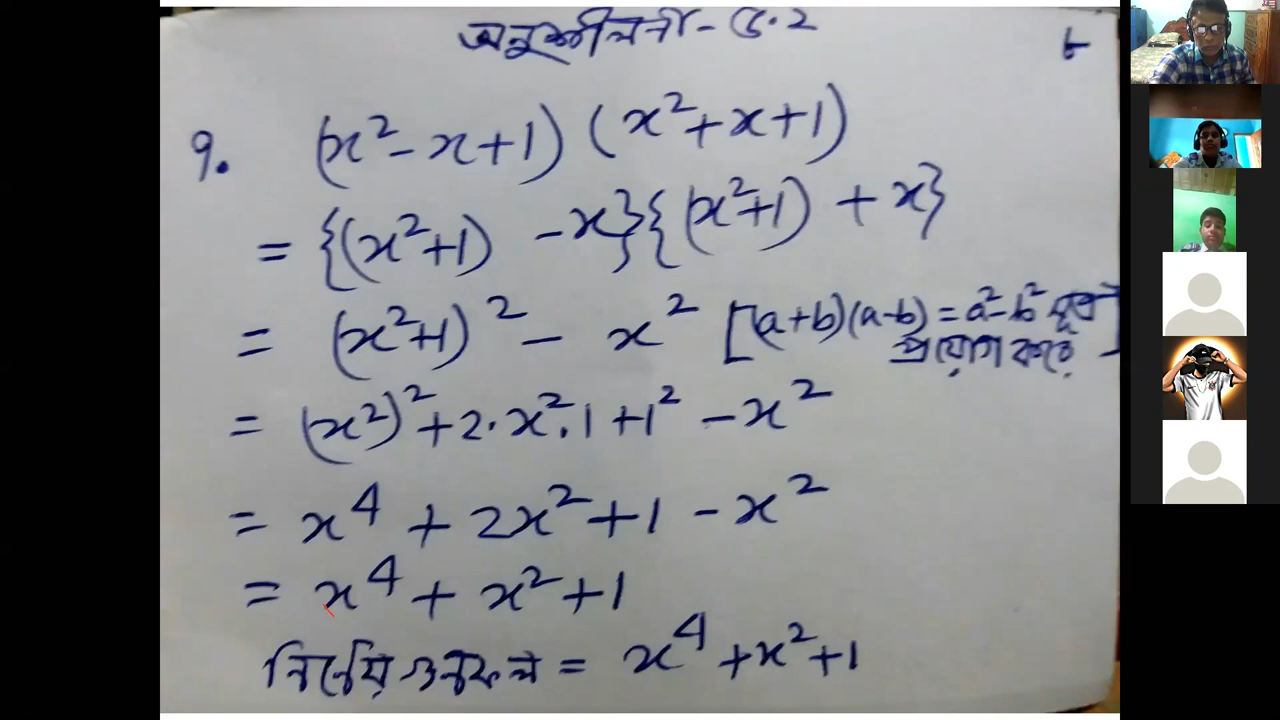 অনুশীলনী - ৫.২
৮
৭. (x² - x + 1) (x² + x + 1)
= {(x² + 1) - x}{(x² + 1) + x}
= (x² + 1)² - x² [(a + b)(a - b) = a² - b² সূত্র
প্রয়োগ করে]
= (x²)² + 2 · x² · 1 + 1² - x²
= x⁴ + 2x² + 1 - x²
= x⁴ + x² + 1
নির্ণেয় গুনফল = x⁴ + x² + 1